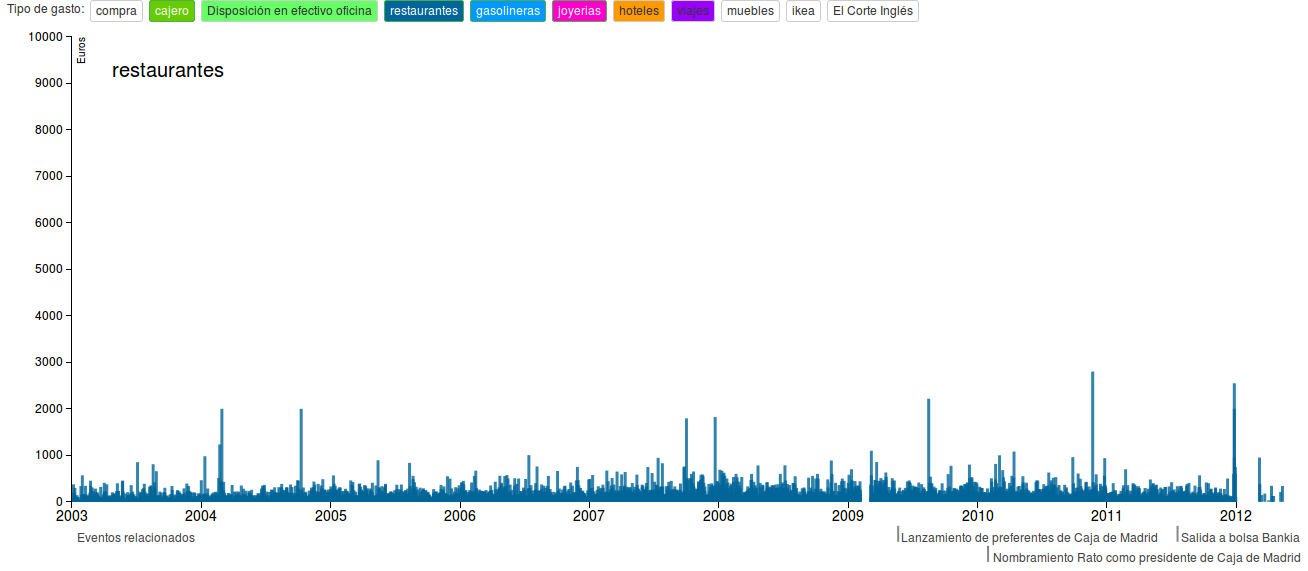 Tipo de gasto: compra cajero Disposición en efectivo oficina restaurantes gasolineras joyerias hoteles viajes muebles ikea El Corte Inglés
10000
Euros
restaurantes
9000
8000
7000
6000
5000
4000
3000
2000
1000
0
2003 2004 2005 2006 2007 2008 2009 2010 2011 2012
Eventos relacionados
Lanzamiento de preferentes de Caja de Madrid
Salida a bolsa Bankia
Nombramiento Rato como presidente de Caja de Madrid